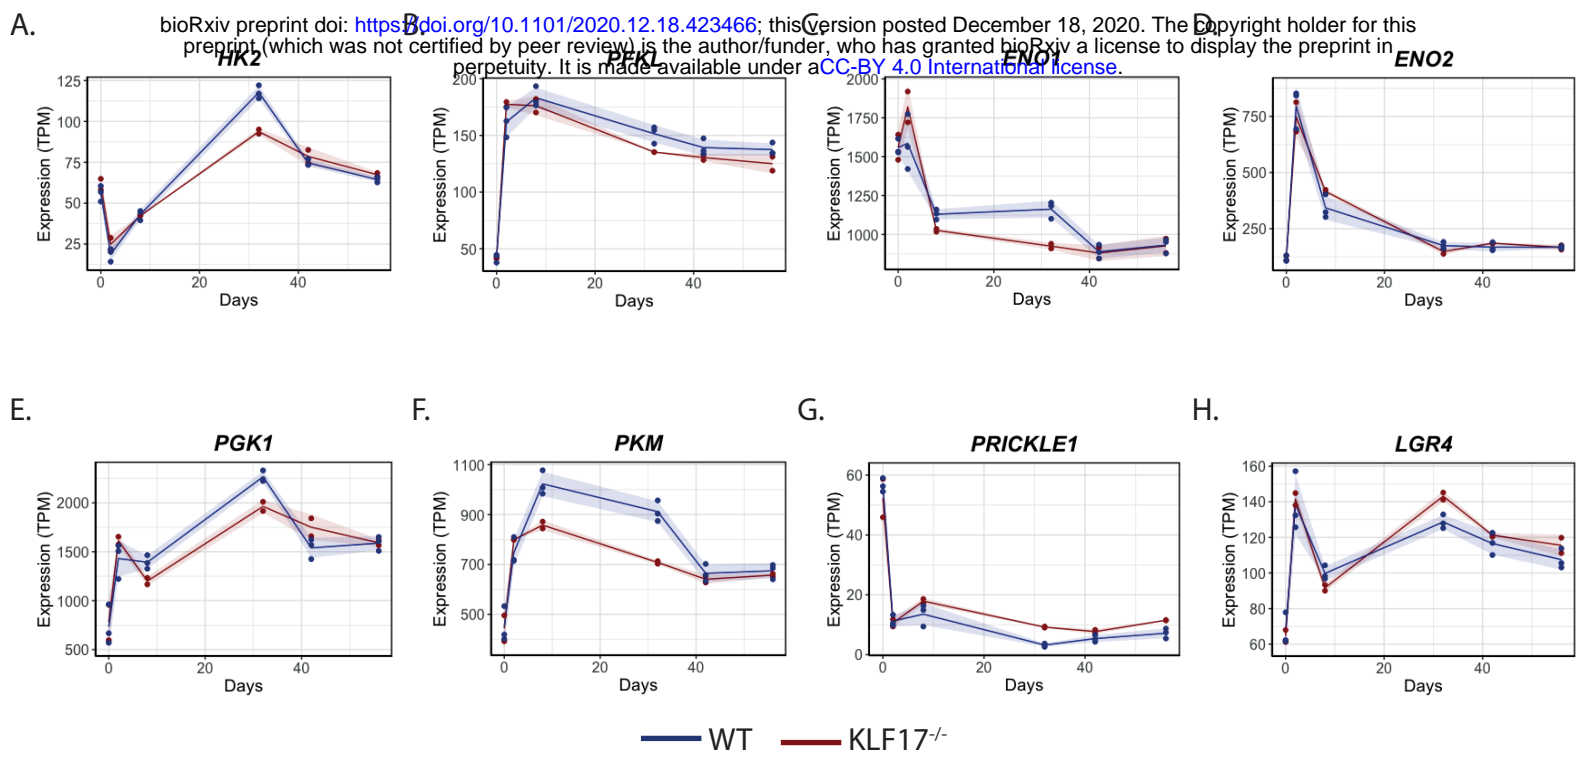 A.
bioRxiv preprint doi: https://doi.org/10.1101/2020.12.18.423466; this version posted December 18, 2020. The copyright holder for this
B.
C.
D.
preprint (which was not certified by peer review) is the author/funder, who has granted bioRxiv a license to display the preprint in
perpetuity. It is made available under aCC-BY 4.0 International license.
HK2
PFKL
ENO1
ENO2
Expression (TPM)
125
100
75
50
25
0
20
40
Days
Expression (TPM)
200
150
100
50
0
20
40
Days
Expression (TPM)
2000
1750
1500
1250
1000
0
20
40
Days
Expression (TPM)
750
500
250
0
20
40
Days
E.
F.
G.
H.
PGK1
PKM
PRICKLE1
LGR4
Expression (TPM)
2000
1500
1000
500
0
20
40
Days
Expression (TPM)
1100
900
700
500
0
20
40
Days
Expression (TPM)
60
40
20
0
0
20
40
Days
Expression (TPM)
160
140
120
100
80
60
0
20
40
Days
WT
KLF17-/-